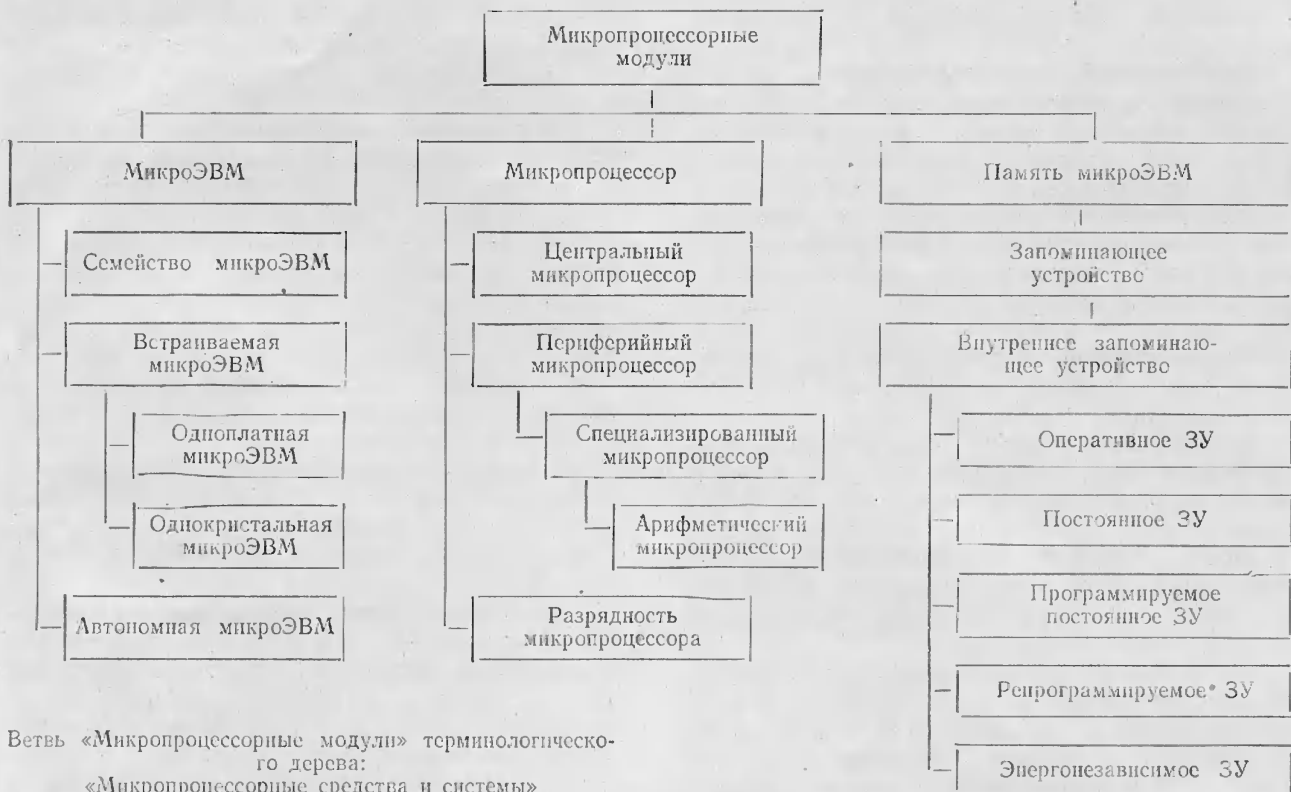 Микропроцессорные
модули
МикроЭВМ
Микропроцессор
Память микроЭВМ
Семейство микроЭВМ
Центральный
микропроцессор
Запоминающее
устройство
Встраиваемая
микроЭВМ
Периферийный
микропроцессор
Внутреннее запоминаю-
щее устройство
Одноплатная
микроЭВМ
Специализированный
микропроцессор
Оперативное ЗУ
Однокристальная
микроЭВМ
Арифметический
микропроцессор
Постоянное ЗУ
Автономная микроЭВМ
Разрядность
микропроцессора
Программируемое
постоянное ЗУ
Репрограммируемое ЗУ
Энергонезависимое ЗУ
Ветвь «Микропроцессорные модули» терминологическо-
го дерева:
«Микропроцессорные средства и системы»